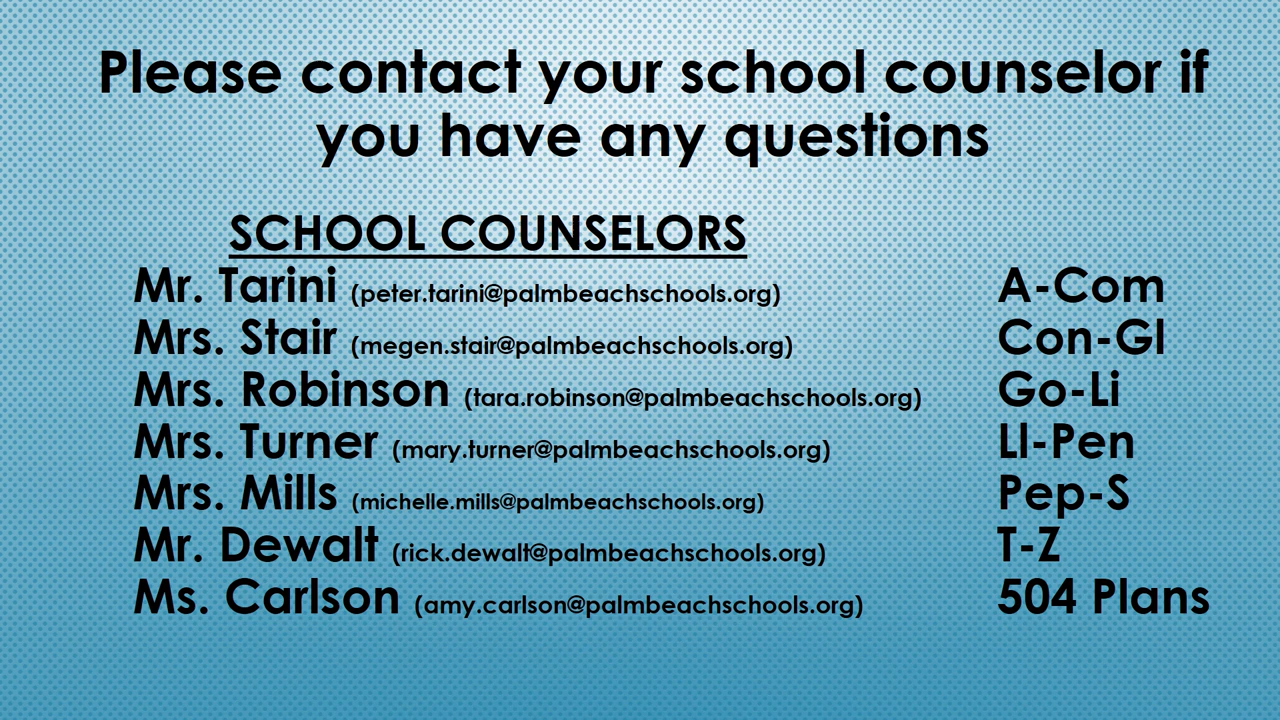 Please contact your school counselor if
you have any questions
SCHOOL COUNSELORS
Mr. Tarini (peter.tarini@palmbeachschools.org) A-Com
Mrs. Stair (megen.stair@palmbeachschools.org) Con-Gl
Mrs. Robinson (tara.robinson@palmbeachschools.org) Go-Li
Mrs. Turner (mary.turner@palmbeachschools.org) Ll-Pen
Mrs. Mills (michelle.mills@palmbeachschools.org) Pep-S
Mr. Dewalt (rick.dewalt@palmbeachschools.org) T-Z
Ms. Carlson (amy.carlson@palmbeachschools.org) 504 Plans